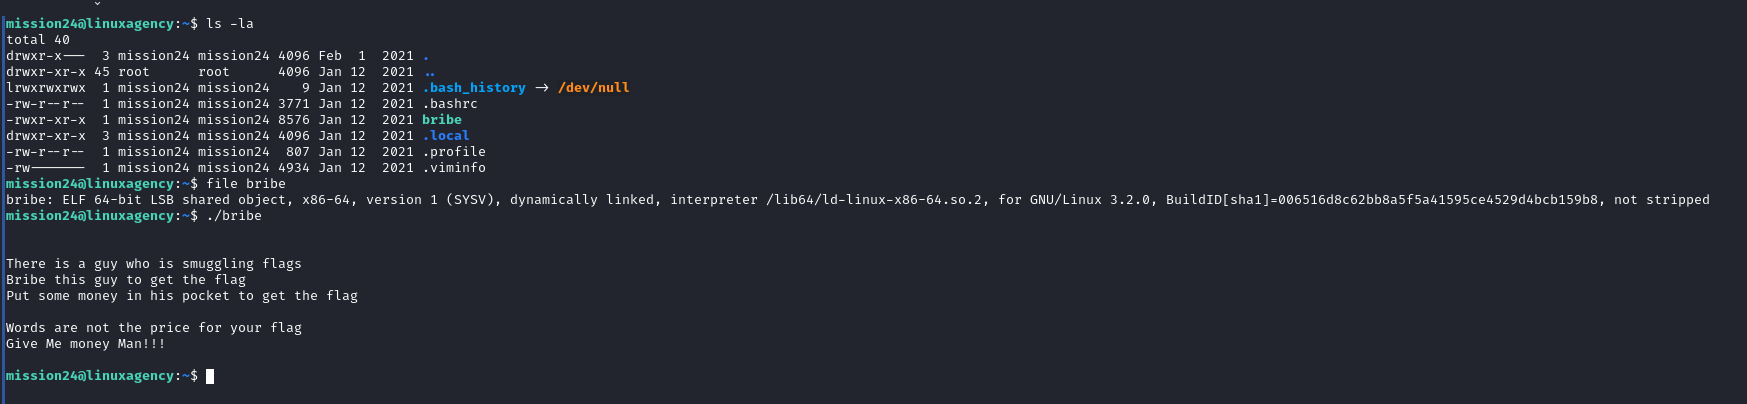 mission24@linuxagency:~$ ls -la
total 40
drwxr-x---  3 mission24 mission24 4096 Feb  1  2021 .
drwxr-xr-x 45 root      root      4096 Jan 12  2021 ..
lrwxrwxrwx  1 mission24 mission24    9 Jan 12  2021 .bash_history -> /dev/null
-rw-r--r--  1 mission24 mission24 3771 Jan 12  2021 .bashrc
-rwxr-xr-x  1 mission24 mission24 8576 Jan 12  2021 bribe
drwxr-xr-x  3 mission24 mission24 4096 Jan 12  2021 .local
-rw-r--r--  1 mission24 mission24  807 Jan 12  2021 .profile
-rw-------  1 mission24 mission24 4934 Jan 12  2021 .viminfo
mission24@linuxagency:~$ file bribe
bribe: ELF 64-bit LSB shared object, x86-64, version 1 (SYSV), dynamically linked, interpreter /lib64/ld-linux-x86-64.so.2, for GNU/Linux 3.2.0, BuildID[sha1]=006516d8c62bb8a5f5a41595ce4529d4bcb159b8, not stripped
mission24@linuxagency:~$ ./bribe
There is a guy who is smuggling flags
Bribe this guy to get the flag
Put some money in his pocket to get the flag
Words are not the price for your flag
Give Me money Man!!!
mission24@linuxagency:~$